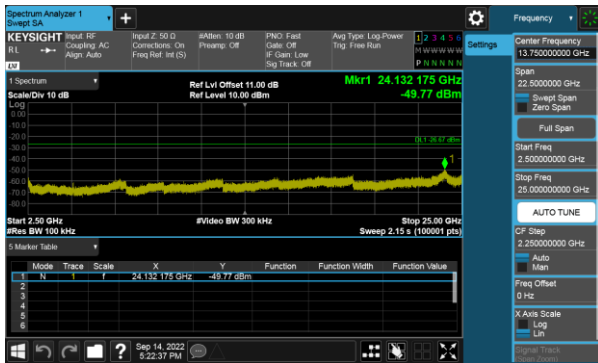 Spectrum Analyzer 1
Swept SA
Frequency
KEYSIGHT
RL
Input: RF
Coupling: AC
Align: Auto
Input Z: 50 Ω
Corrections: On
Freq Ref: Int (S)
#Atten: 10 dB
Preamp: Off
PNO: Fast
Gate: Off
IF Gain: Low
Sig Track: Off
Avg Type: Log-Power
Trig: Free Run
1 2 3 4 5 6
M W W W W W
P N N N N N
LW
1 Spectrum
Scale/Div 10 dB
Ref Lvl Offset 11.00 dB
Ref Level 10.00 dBm
Mkr1 24.132 175 GHz
-49.77 dBm
Log
0.00
-10.0
-20.0
-30.0
-40.0
-50.0
-60.0
-70.0
-80.0
DL1 -26.67 dBm
1
Start 2.50 GHz
#Res BW 100 kHz
#Video BW 300 kHz
Stop 25.00 GHz
Sweep 2.15 s (100001 pts)
5 Marker Table
Mode Trace Scale X Y Function Function Width Function Value
1 N 1 f 24.132 175 GHz -49.77 dBm
2
3
4
5
6
Sep 14, 2022
5:22:37 PM
?
Settings
Center Frequency
13.750000000 GHz
Span
22.5000000 GHz
Swept Span
Zero Span
Full Span
Start Freq
2.500000000 GHz
Stop Freq
25.000000000 GHz
AUTO TUNE
CF Step
2.250000000 GHz
Auto
Man
Freq Offset
0 Hz
X Axis Scale
Log
Lin
Signal Track
(Span Zoom)